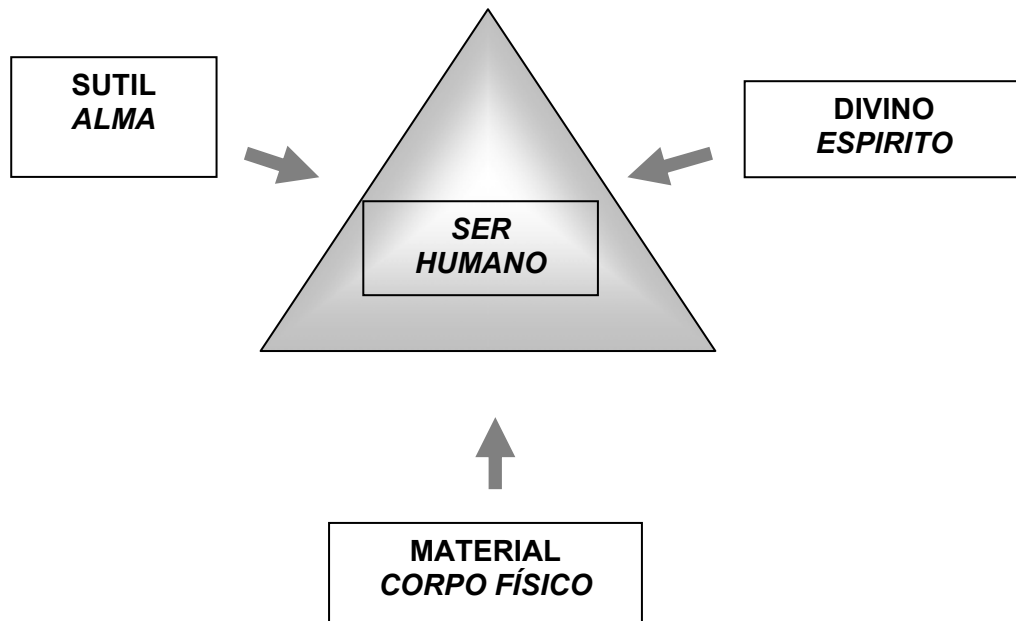 SUTIL
ALMA
DIVINO
ESPIRITO
SER
HUMANO
MATERIAL
CORPO FÍSICO